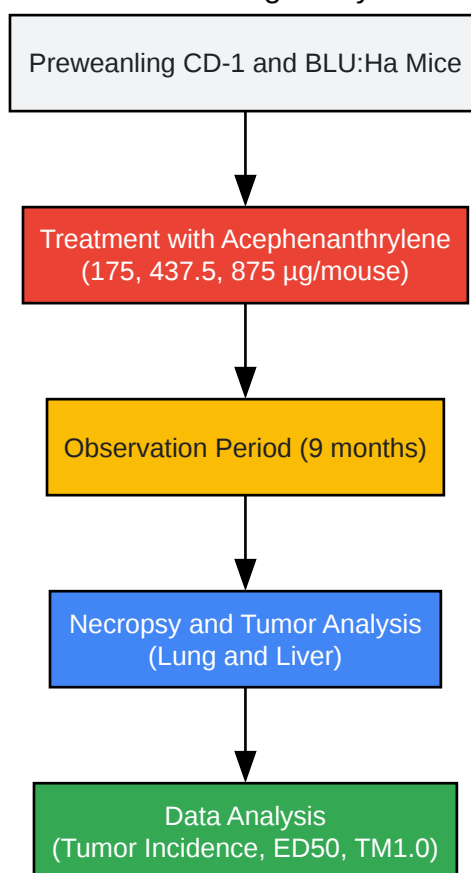 Preweanling CD-1 and BLU:Ha Mice
Treatment with Acephenanthrylene
(175, 437.5, 875 µg/mouse)
Observation Period (9 months)
Necropsy and Tumor Analysis
(Lung and Liver)
Data Analysis
(Tumor Incidence, ED50, TM1.0)